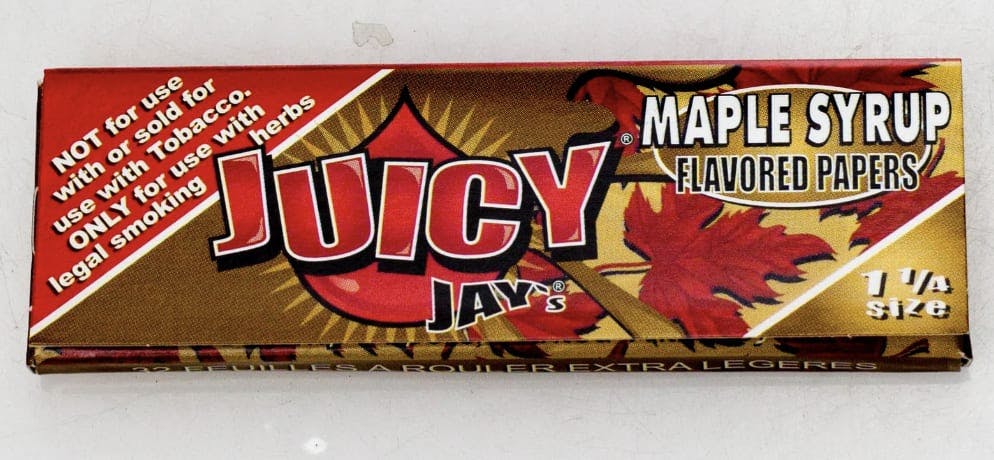 NOT for use
with or sold for
use with Tobacco.
ONLY for use with
legal smoking herbs
JUICY®
JAY's®
MAPLE SYRUP
FLAVORED PAPERS
1 1/4
size
32 FEUILLES A ROULER EXTRA LEGERES